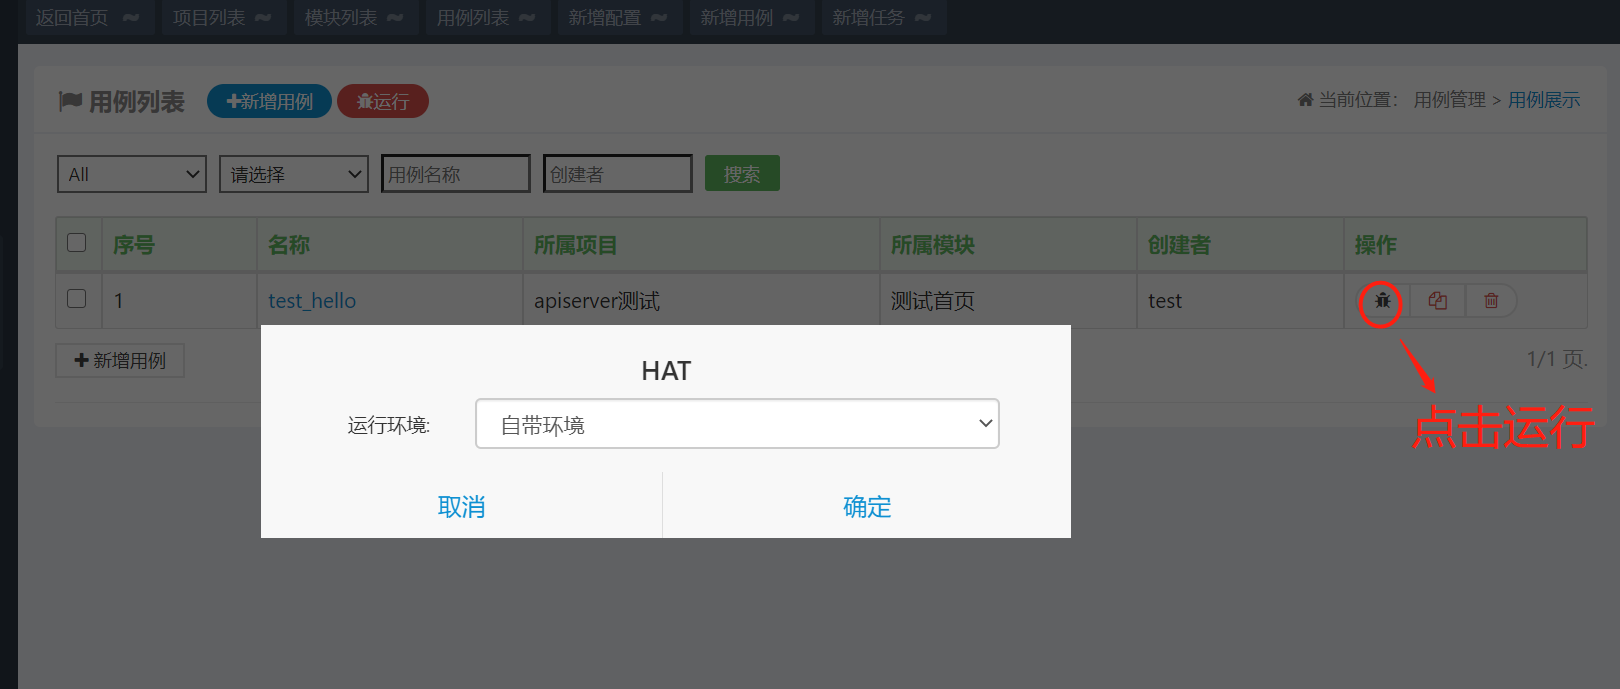 返回首页 项目列表 模块列表 用例列表 新增配置 新增用例 新增任务
用例列表 新增用例 运行 当前位置： 用例管理 > 用例展示
All 请选择 用例名称 创建者 搜索
序号 名称 所属项目 所属模块 创建者 操作
1 test_hello apiserver测试 测试首页 test
新增用例 1/1 页.
点击运行
HAT
运行环境: 自带环境
取消 确定